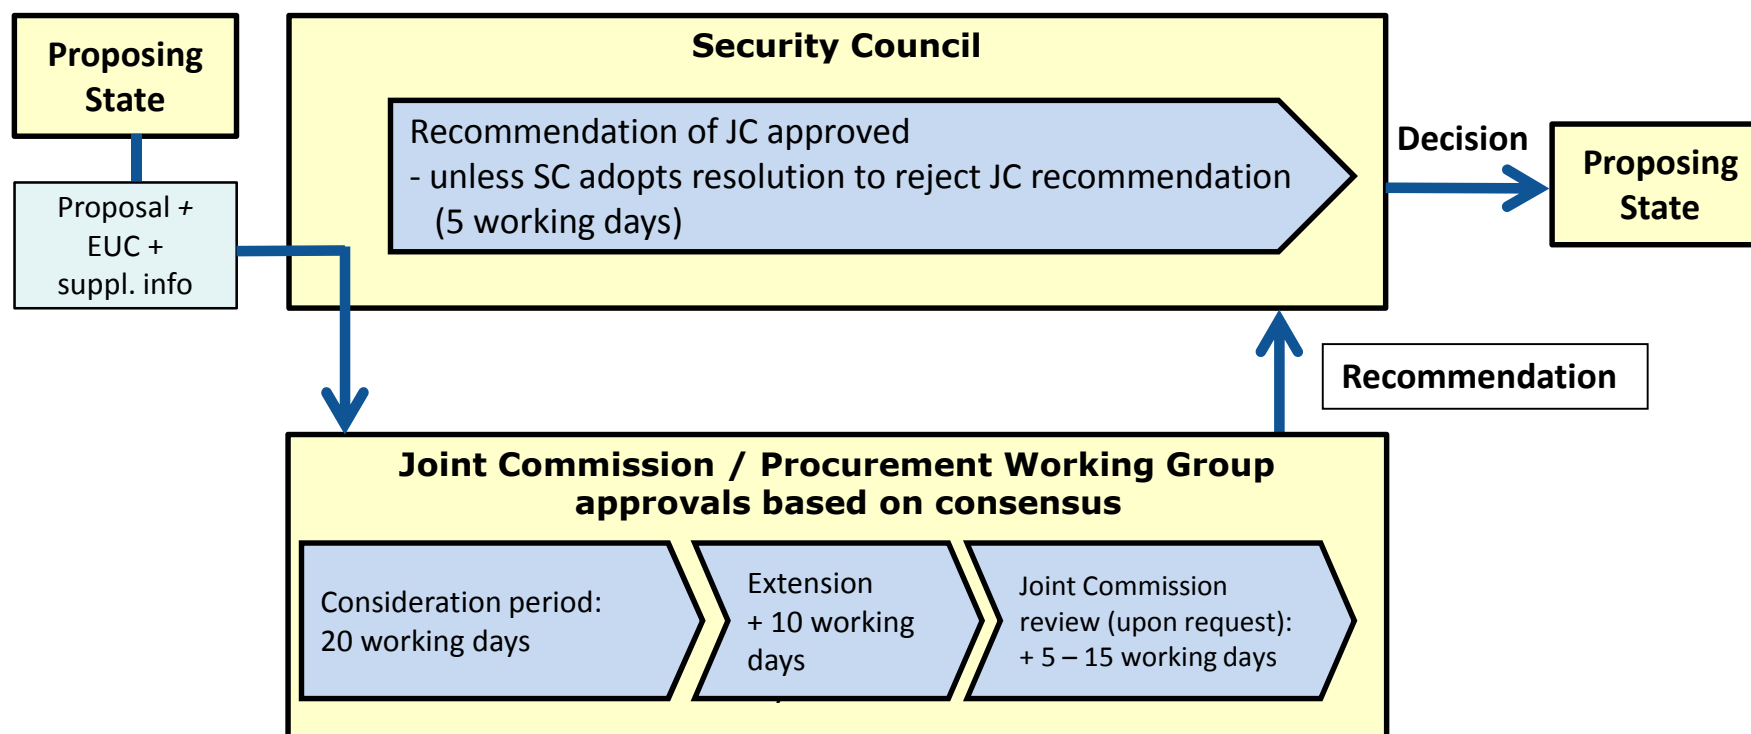 Proposing
State
Proposal +
EUC +
suppl. info
Security Council
Recommendation of JC approved
- unless SC adopts resolution to reject JC recommendation
(5 working days)
Decision
Proposing
State
Recommendation
Joint Commission / Procurement Working Group
approvals based on consensus
Consideration period:
20 working days
Extension
+ 10 working
days
Joint Commission
review (upon request):
+ 5 – 15 working days